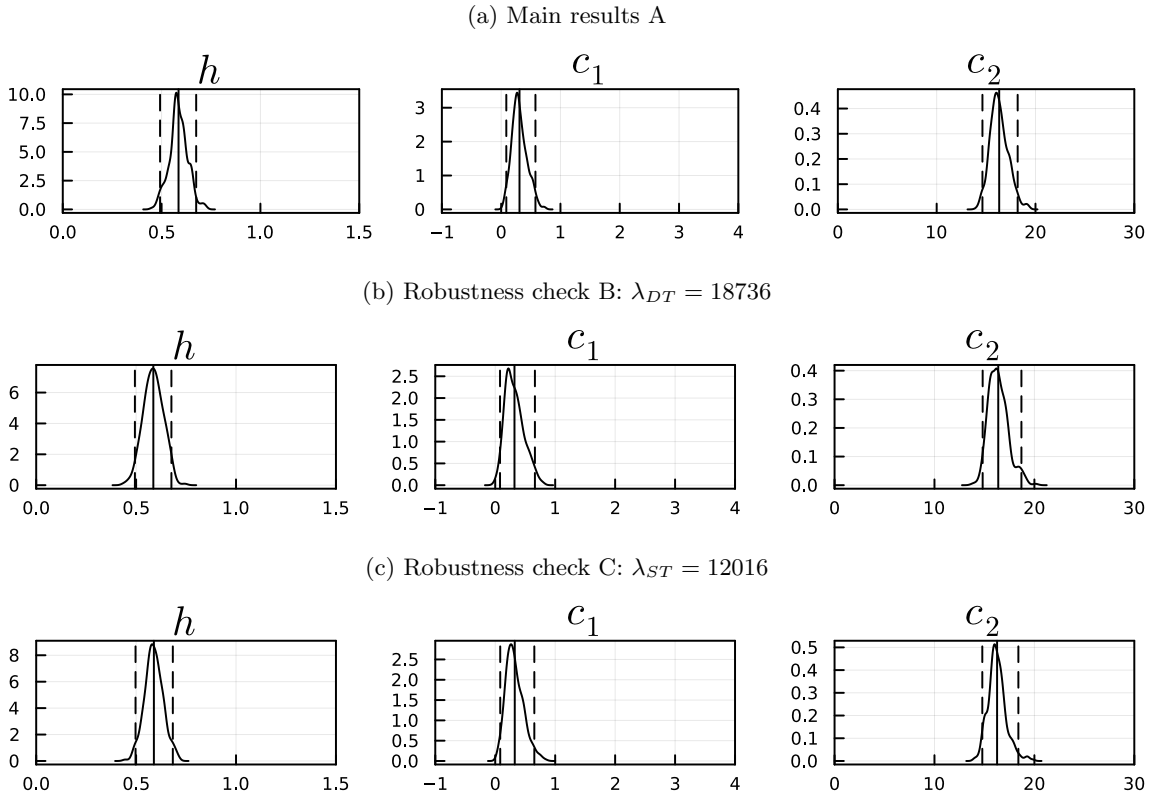 (a) Main results A
h c₁ c₂
10.0 3 0.4
7.5 0.3
5.0 2 0.2
2.5 1 0.1
0.0 0 0.0
0.0 0.5 1.0 1.5 −1 0 1 2 3 4 0 10 20 30
(b) Robustness check B: λ_DT = 18736
h c₁ c₂
6 2.5 0.4
4 2.0 0.3
1.5 0.2
2 1.0 0.1
0 0.5 0.0
0.0
0.0 0.5 1.0 1.5 −1 0 1 2 3 4 0 10 20 30
(c) Robustness check C: λ_ST = 12016
h c₁ c₂
8 2.5 0.5
6 2.0 0.4
4 1.5 0.3
2 1.0 0.2
0 0.5 0.1
0.0 0.0
0.0 0.5 1.0 1.5 −1 0 1 2 3 4 0 10 20 30